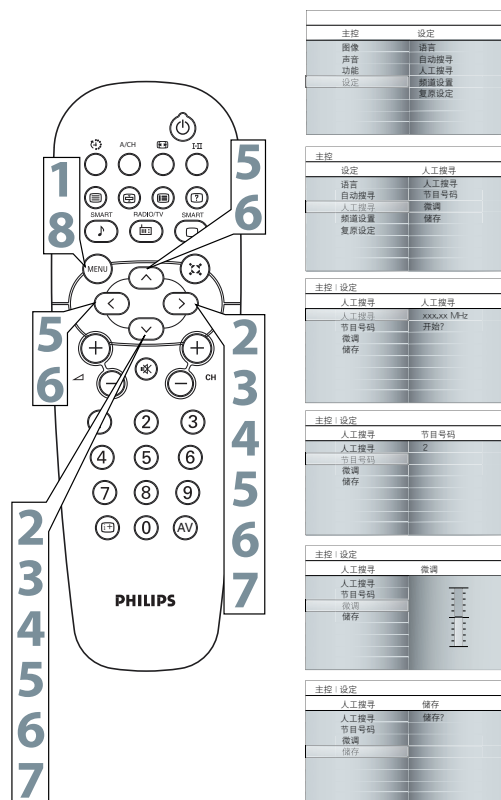 A/CH
I-II
SMART
RADIO/TV
SMART
MENU
CH
1
2
3
4
5
6
7
8
9
i+
0
AV
PHILIPS
1
8
5
6
5
6
2
3
4
5
6
7
2
3
4
5
6
7
主控 设定
图像 语言
声音 自动搜寻
功能 人工搜寻
设定 频道设置
复原设定
主控
设定 人工搜寻
语言 人工搜寻
自动搜寻 节目号码
人工搜寻 微调
频道设置 储存
复原设定
主控 | 设定
人工搜寻 人工搜寻
人工搜寻 xxx,xx MHz
节目号码 开始?
微调
储存
主控 | 设定
人工搜寻 节目号码
人工搜寻 2
节目号码
微调
储存
主控 | 设定
人工搜寻 微调
人工搜寻
节目号码
微调
储存
主控 | 设定
人工搜寻 储存
人工搜寻 储存?
节目号码
微调
储存